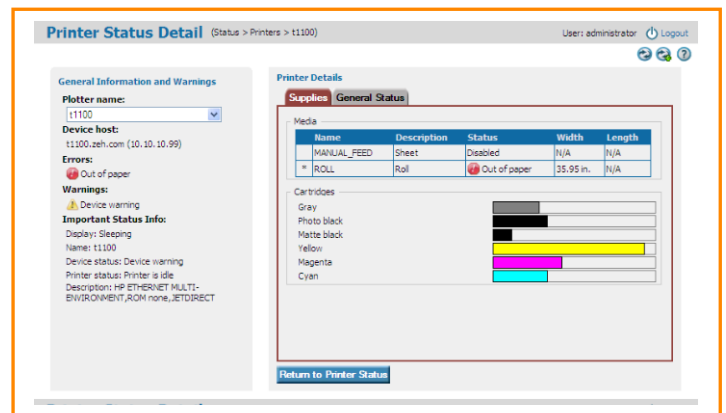 Printer Status Detail (Status > Printers > t1100) User: administrator Logout
General Information and Warnings
Plotter name:
t1100
Device host:
t1100.zeh.com (10.10.10.99)
Errors:
Out of paper
Warnings:
Device warning
Important Status Info:
Display: Sleeping
Name: t1100
Device status: Device warning
Printer status: Printer is idle
Description: HP ETHERNET MULTI-
ENVIRONMENT,ROM none,JETDIRECT
Printer Details
Supplies General Status
Media
Name Description Status Width Length
MANUAL_FEED Sheet Disabled N/A N/A
* ROLL Roll Out of paper 35.95 in. N/A
Cartridges
Gray
Photo black
Matte black
Yellow
Magenta
Cyan
Return to Printer Status